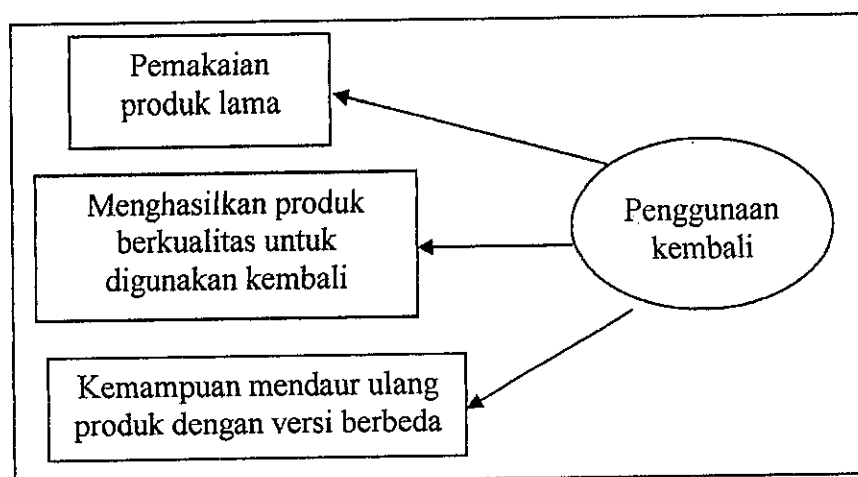 Pemakaian
produk lama
Menghasilkan produk
berkualitas untuk
digunakan kembali
Kemampuan mendaur ulang
produk dengan versi berbeda
Penggunaan
kembali